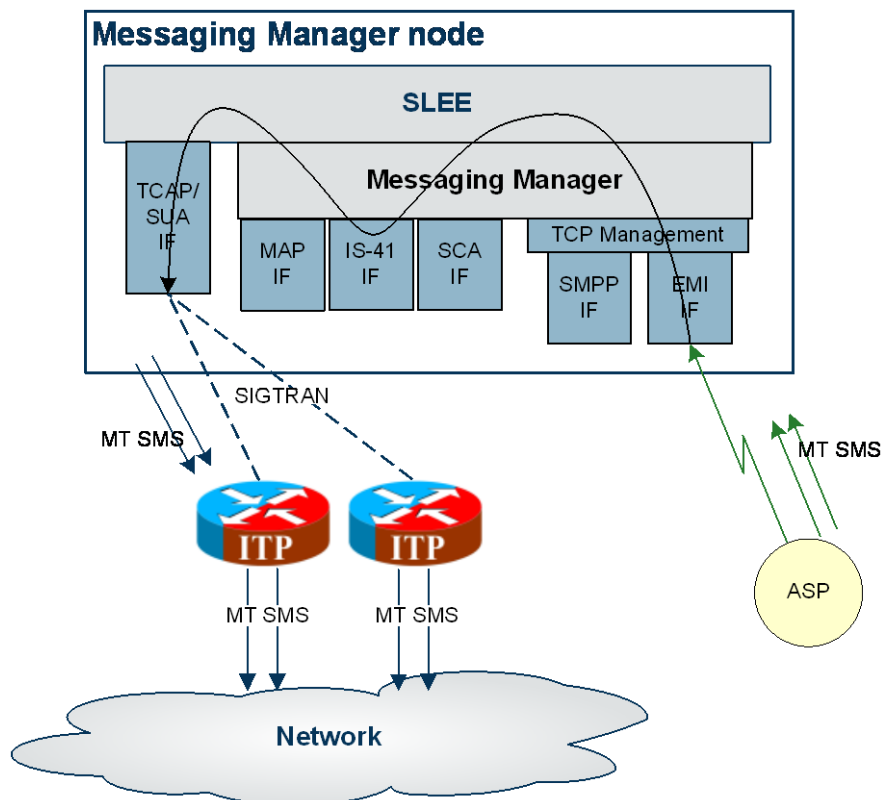 Messaging Manager node
SLEE
TCAP/
SUA
IF
Messaging Manager
MAP
IF
IS-41
IF
SCA
IF
TCP Management
SMPP
IF
EMI
IF
SIGTRAN
MT SMS
MT SMS
ITP
ITP
ASP
MT SMS
MT SMS
Network